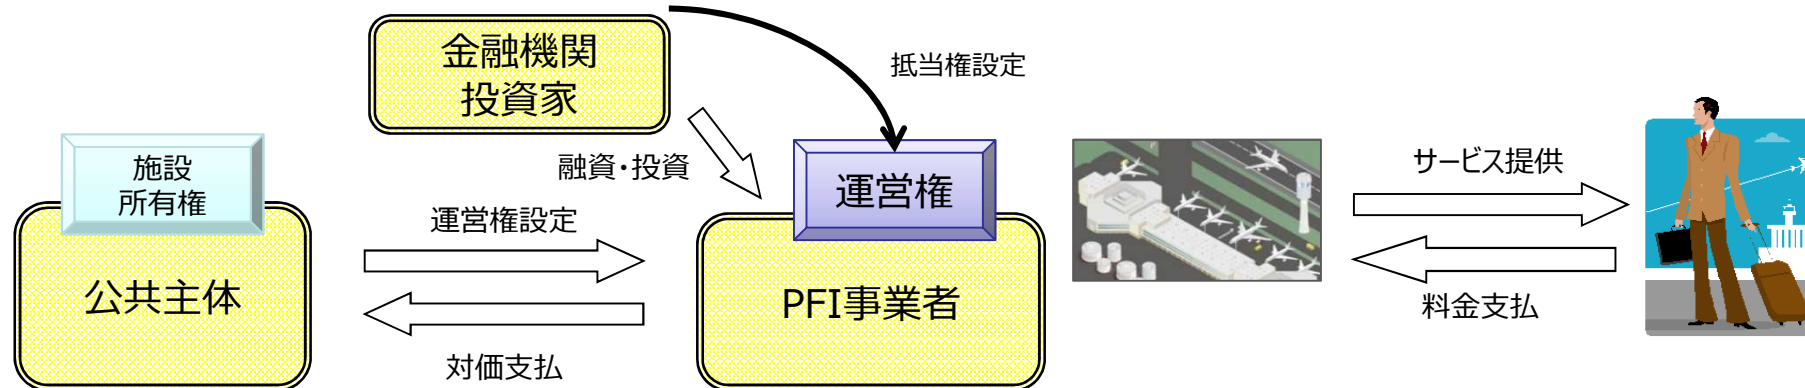 金融機関
投資家
抵当権設定
施設
所有権
融資・投資
運営権
サービス提供
運営権設定
公共主体
PFI事業者
料金支払
対価支払